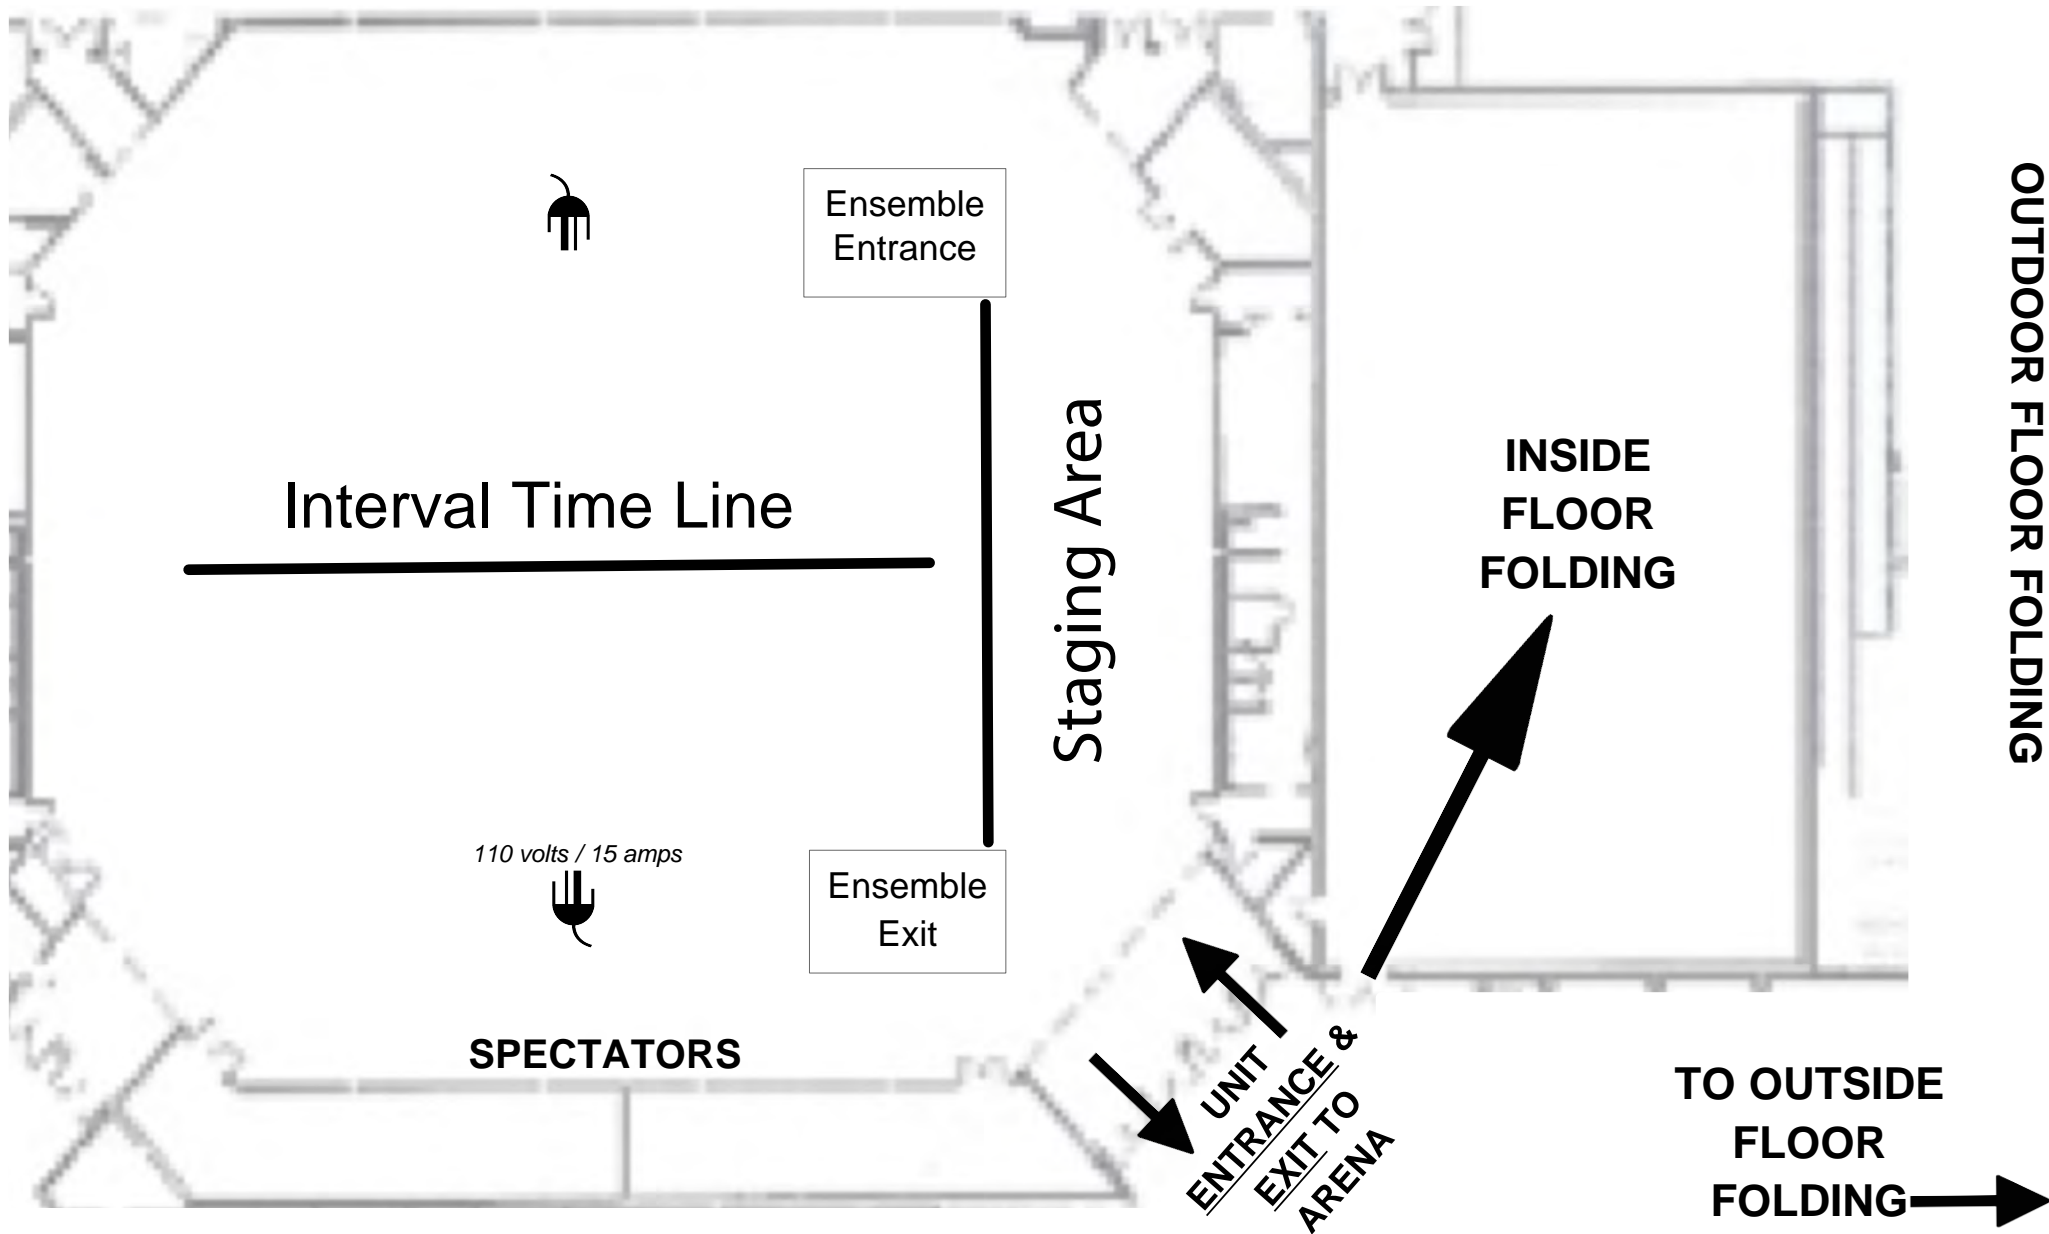 Ensemble
Entrance
OUTDOOR FLOOR FOLDING
Staging Area
Interval Time Line
INSIDE
FLOOR
FOLDING
110 volts / 15 amps
Ensemble
Exit
SPECTATORS
UNIT
ENTRANCE &
EXIT TO
ARENA
TO OUTSIDE
FLOOR
FOLDING